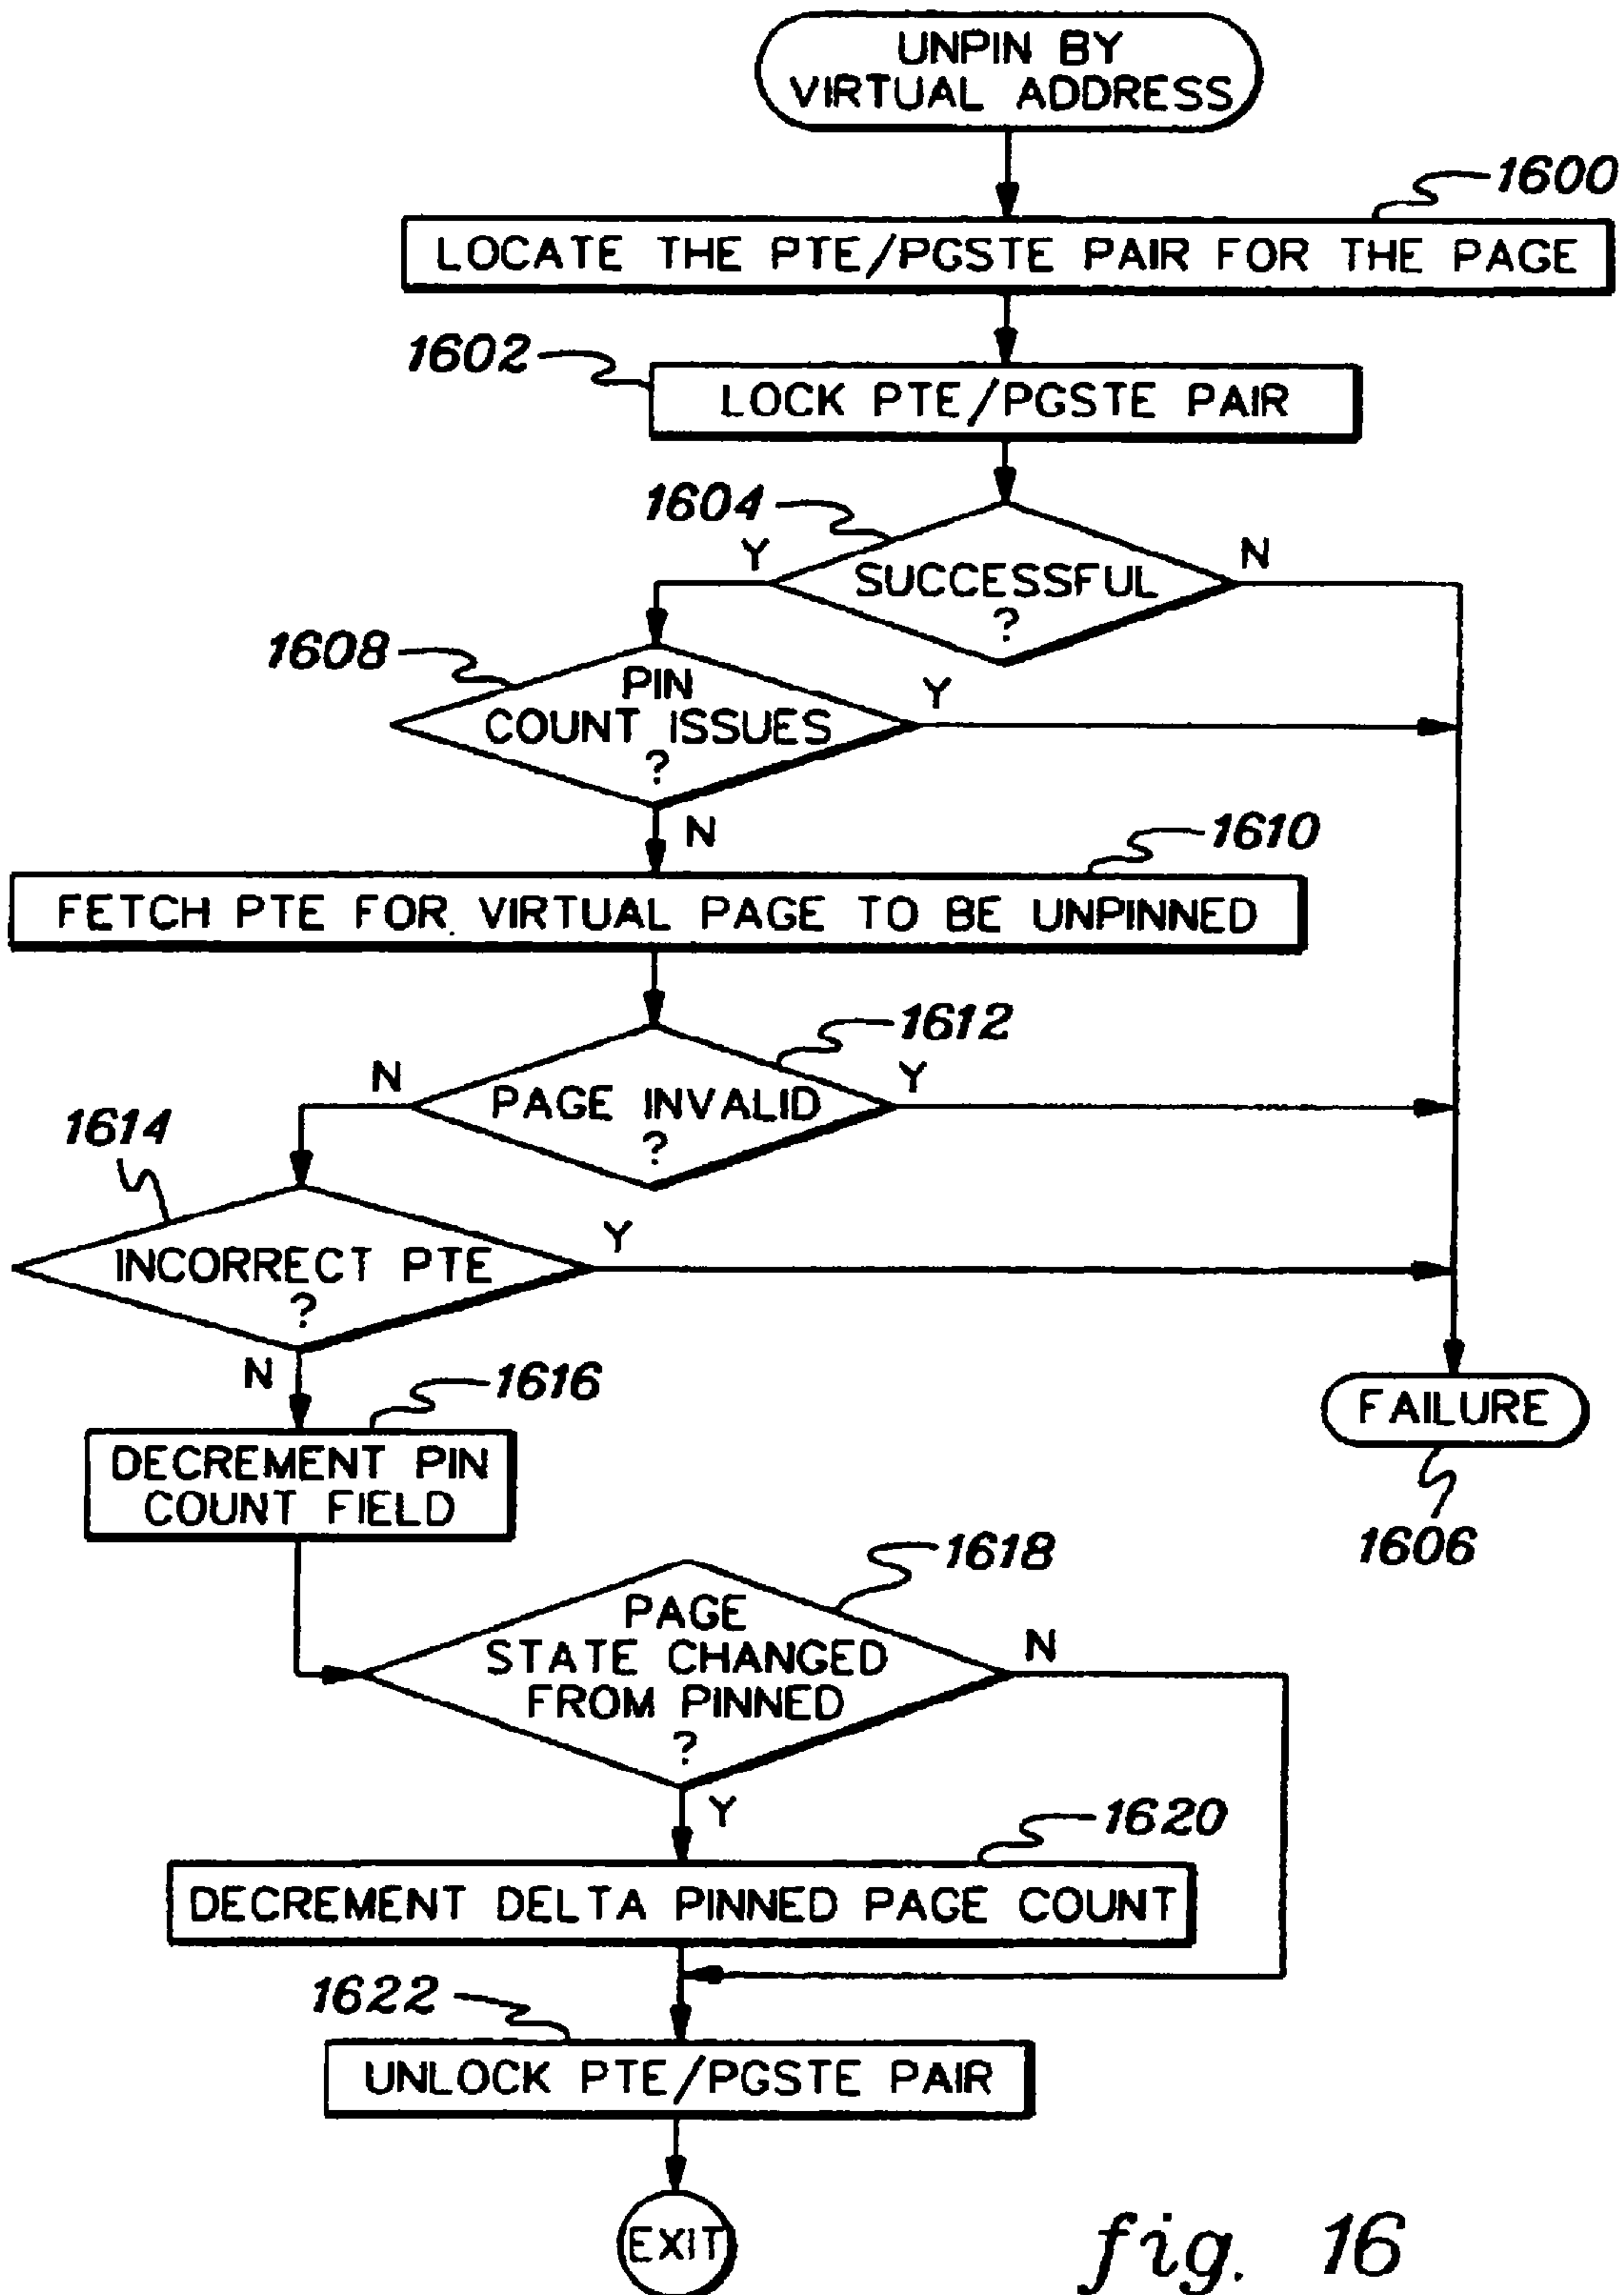 UNPIN BY
VIRTUAL ADDRESS
1600
LOCATE THE PTE/PGSTE PAIR FOR THE PAGE
1602
LOCK PTE/PGSTE PAIR
1604
Y
N
SUCCESSFUL
?
1608
PIN
COUNT ISSUES
?
Y
N
1610
FETCH PTE FOR VIRTUAL PAGE TO BE UNPINNED
1612
N
Y
PAGE INVALID
?
1614
Y
INCORRECT PTE
?
N
1616
DECREMENT PIN
COUNT FIELD
FAILURE
1606
1618
PAGE
STATE CHANGED
FROM PINNED
?
N
Y
1620
DECREMENT DELTA PINNED PAGE COUNT
1622
UNLOCK PTE/PGSTE PAIR
EXIT
fig. 16